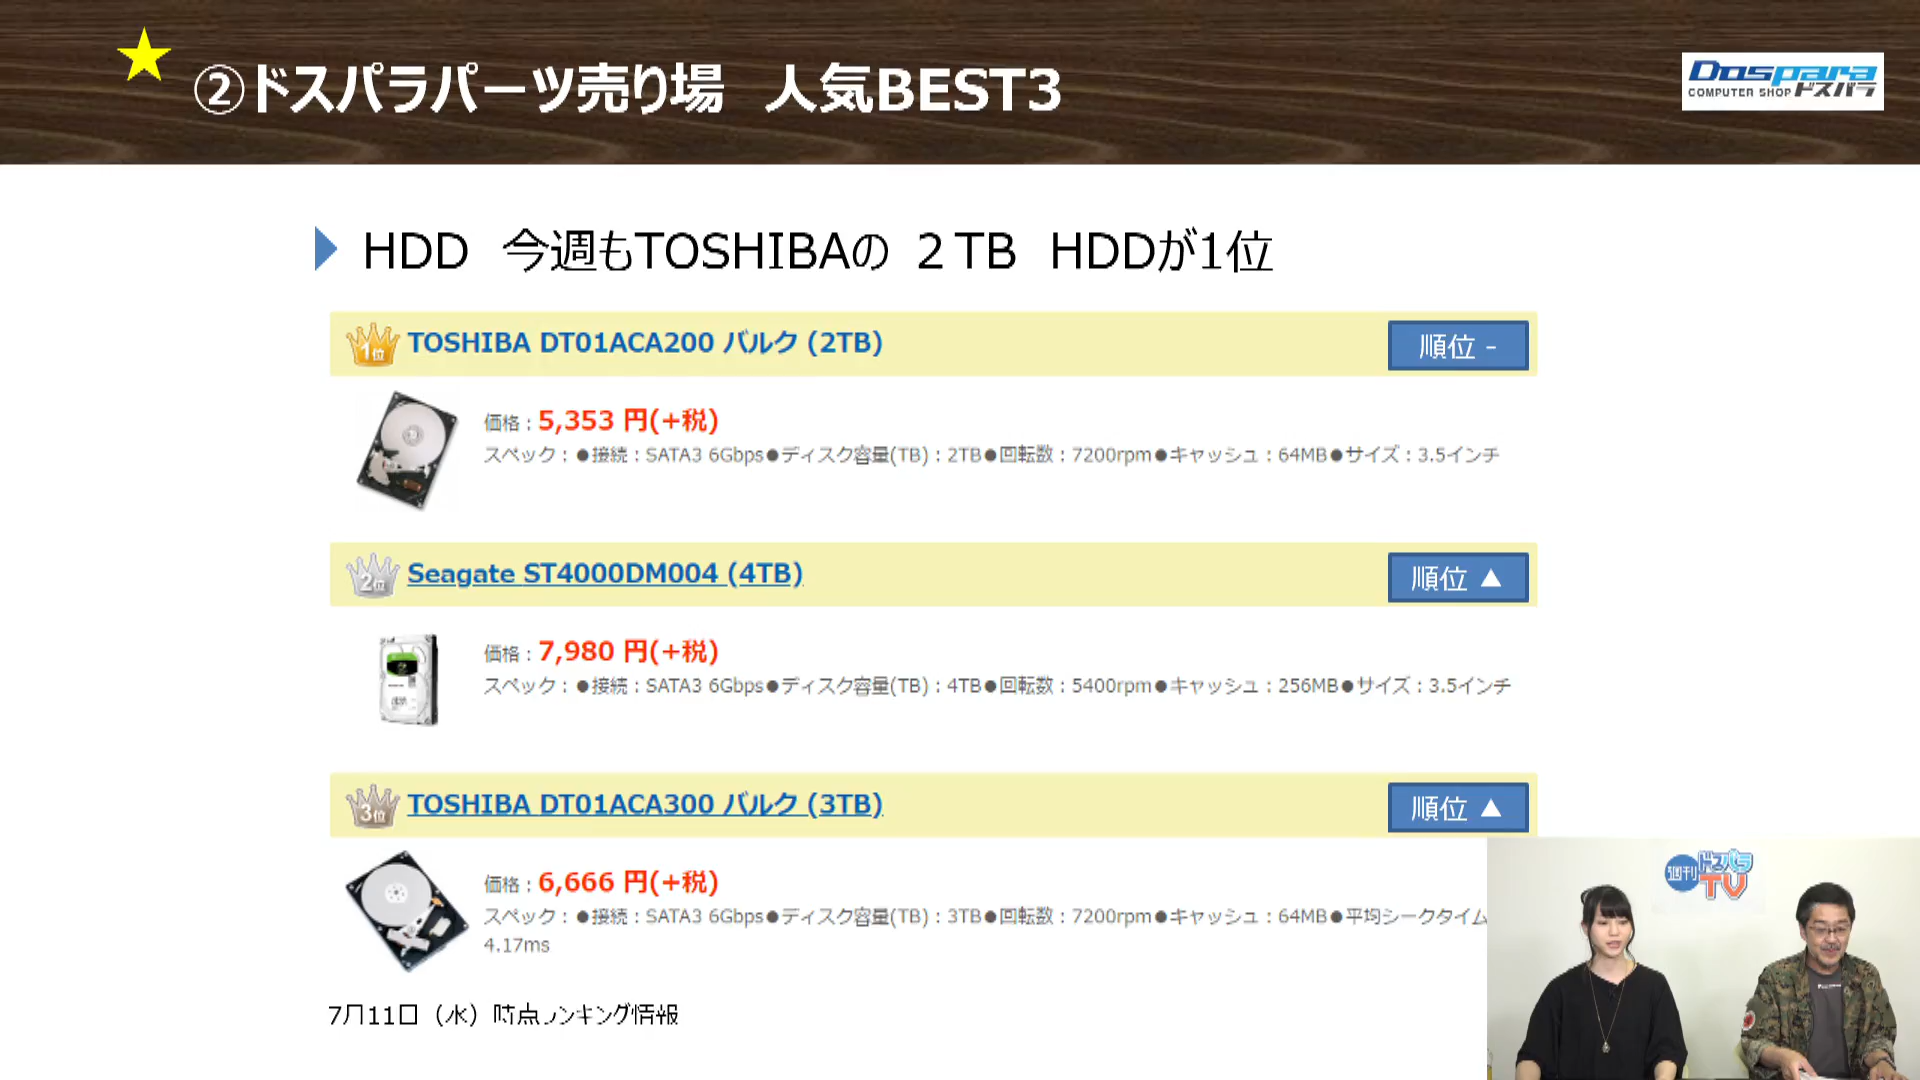 ②ドスパラパーツ売り場　人気BEST3
Dospara
COMPUTER SHOP ドスパラ
HDD　今週もTOSHIBAの ２TB　HDDが1位
1位 TOSHIBA DT01ACA200 バルク (2TB)
順位 -
価格：5,353 円(+税)
スペック：●接続：SATA3 6Gbps●ディスク容量(TB)：2TB●回転数：7200rpm●キャッシュ：64MB●サイズ：3.5インチ
2位 Seagate ST4000DM004 (4TB)
順位 ▲
価格：7,980 円(+税)
スペック：●接続：SATA3 6Gbps●ディスク容量(TB)：4TB●回転数：5400rpm●キャッシュ：256MB●サイズ：3.5インチ
3位 TOSHIBA DT01ACA300 バルク (3TB)
順位 ▲
価格：6,666 円(+税)
スペック：●接続：SATA3 6Gbps●ディスク容量(TB)：3TB●回転数：7200rpm●キャッシュ：64MB●平均シークタイム
4.17ms
週刊 ドスパラ
TV
7月11日（水）時点ランキング情報